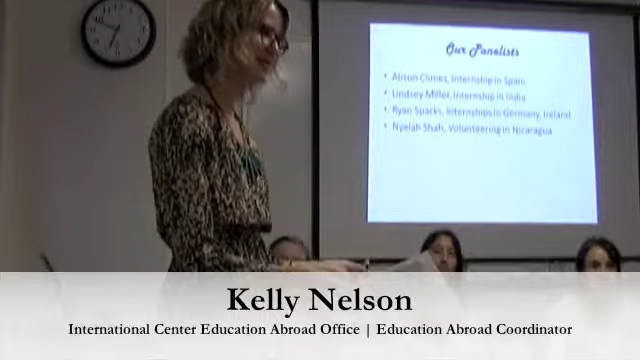 Our Panelists
• Alison Climes, Internship in Spain
• Lindsey Miller, Internship in India
• Ryan Sparks, Internships in Germany, Ireland
• Nyelah Shah, Volunteering in Nicaragua
Kelly Nelson
International Center Education Abroad Office | Education Abroad Coordinator